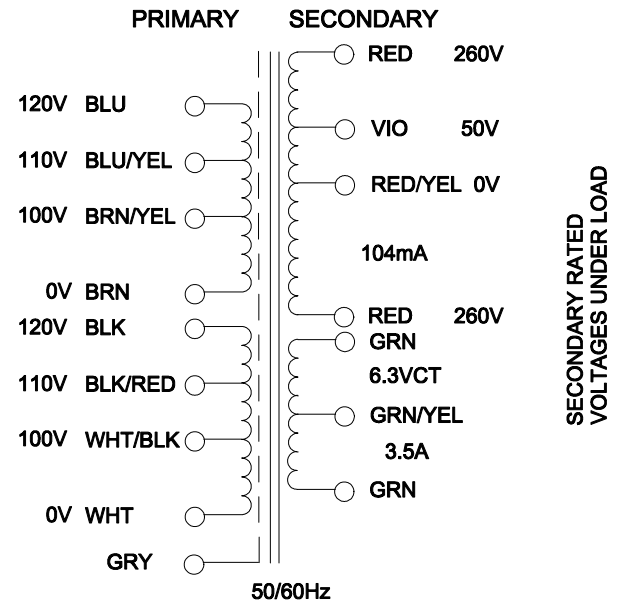 PRIMARY SECONDARY
RED 260V
120V BLU
VIO 50V
110V BLU/YEL
RED/YEL 0V
100V BRN/YEL
104mA
0V BRN
RED 260V
120V BLK
GRN
6.3VCT
110V BLK/RED
GRN/YEL
100V WHT/BLK
3.5A
GRN
0V WHT
GRY
50/60Hz
SECONDARY RATED
VOLTAGES UNDER LOAD